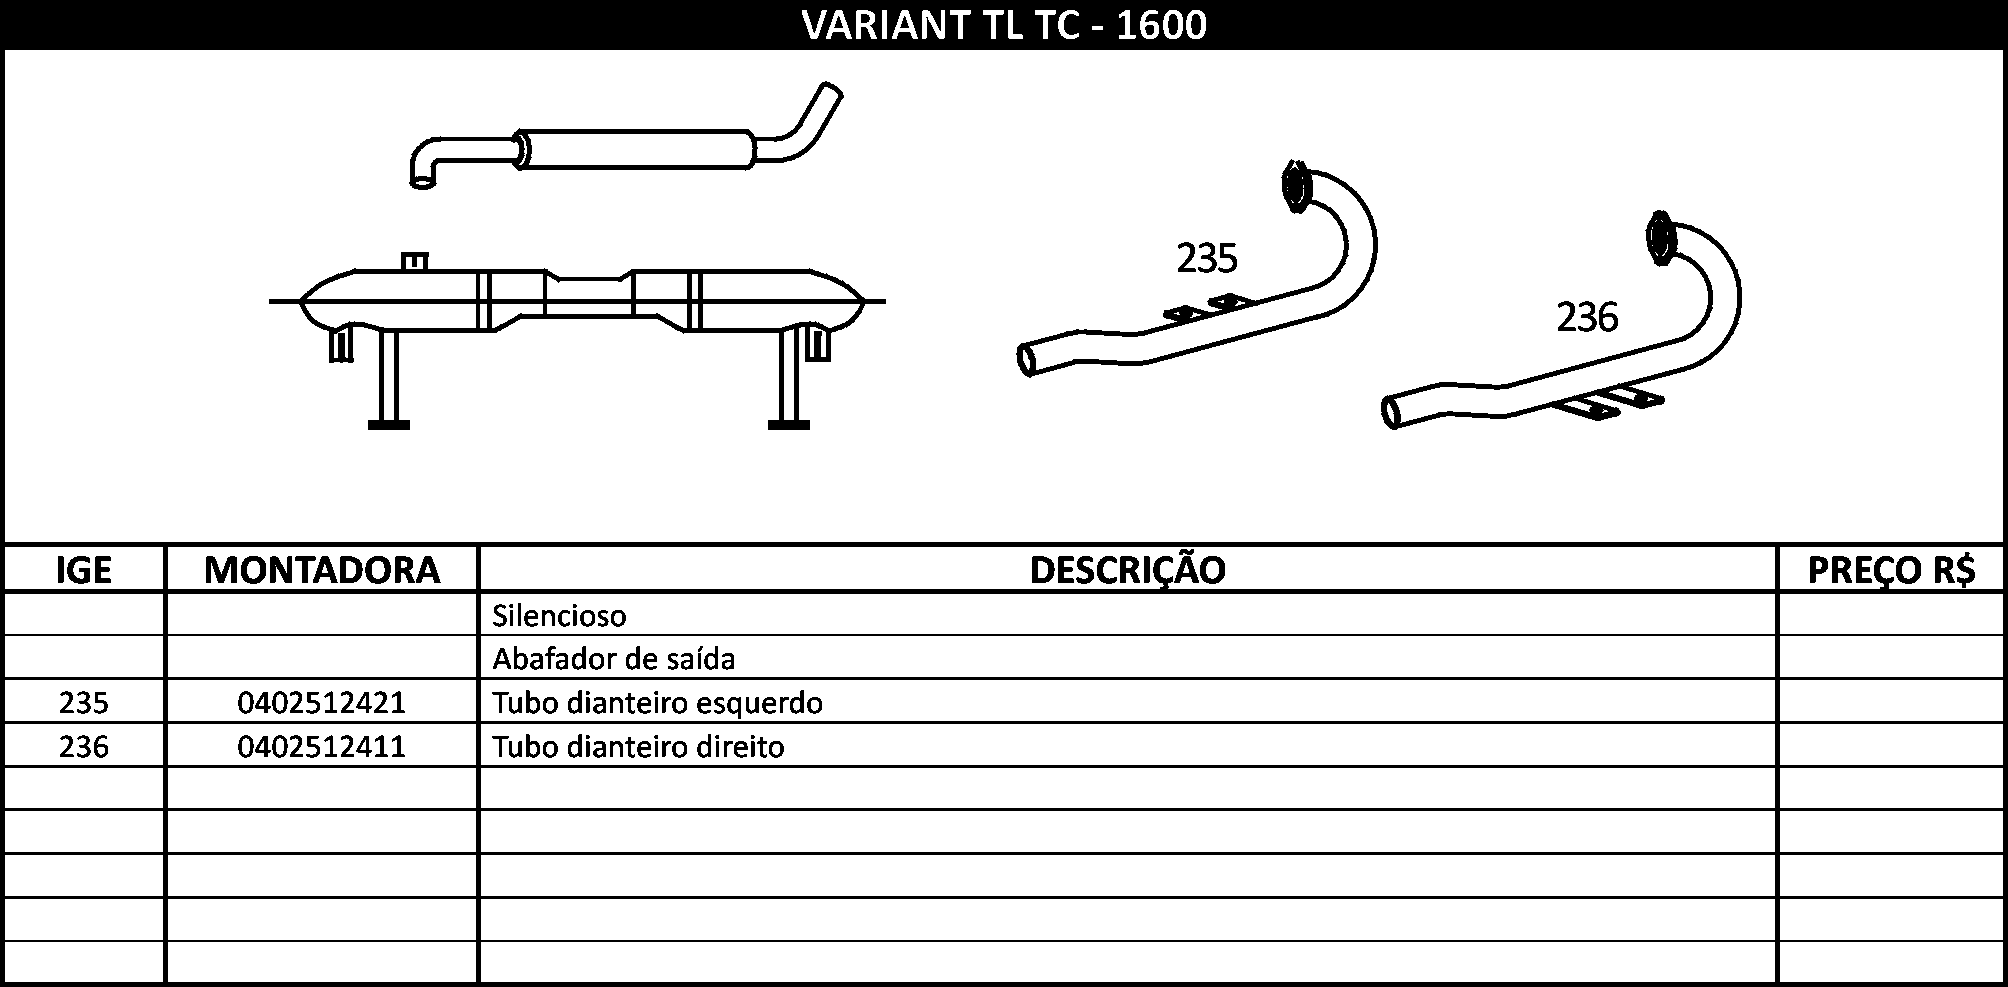 VARIANT TL TC - 1600
235
236
IGE MONTADORA DESCRIÇÃO PREÇO R$
Silencioso
Abafador de saída
235 0402512421 Tubo dianteiro esquerdo
236 0402512411 Tubo dianteiro direito